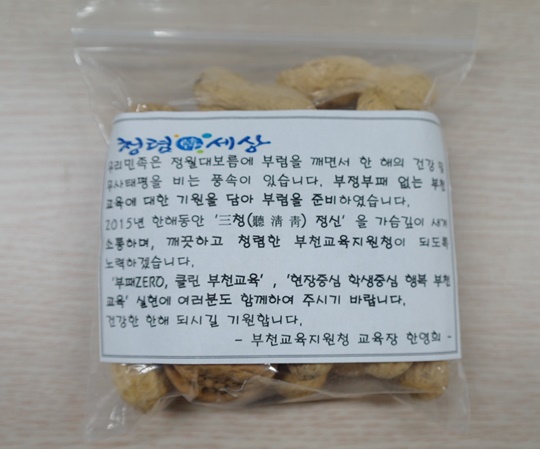 청렴 세상
우리민족은 정월대보름에 부럼을 깨면서 한 해의 건강 및
무사태평을 비는 풍속이 있습니다. 부정부패 없는 부천
교육에 대한 기원을 담아 부럼을 준비하였습니다.
2015년 한해동안 '三청(聽 淸 靑) 정신' 을 가슴깊이 새겨
소통하며, 깨끗하고 청렴한 부천교육지원청이 되도록
노력하겠습니다.
'부패ZERO, 클린 부천교육' , '현장중심 학생중심 행복 부천
교육' 실현에 여러분도 함께하여 주시기 바랍니다.
건강한 한해 되시길 기원합니다.
- 부천교육지원청 교육장 한영희 -